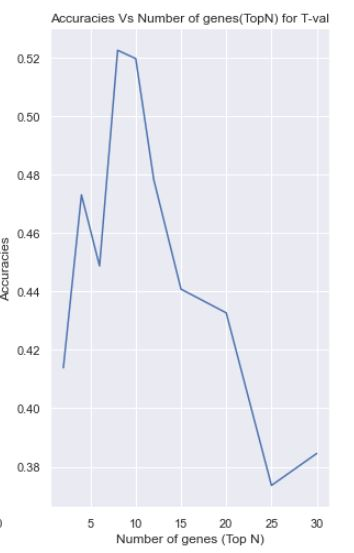 Accuracies Vs Number of genes(TopN) for T-val
0.52
0.50
0.48
0.46
0.44
0.42
0.40
0.38
Accuracies
0
5 10 15 20 25 30
Number of genes (Top N)